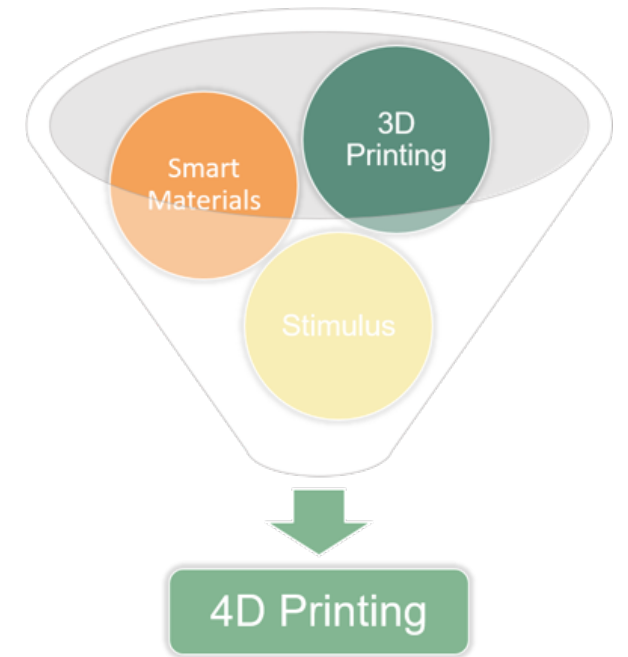 3D
Printing
Smart
Materials
Stimulus
4D Printing